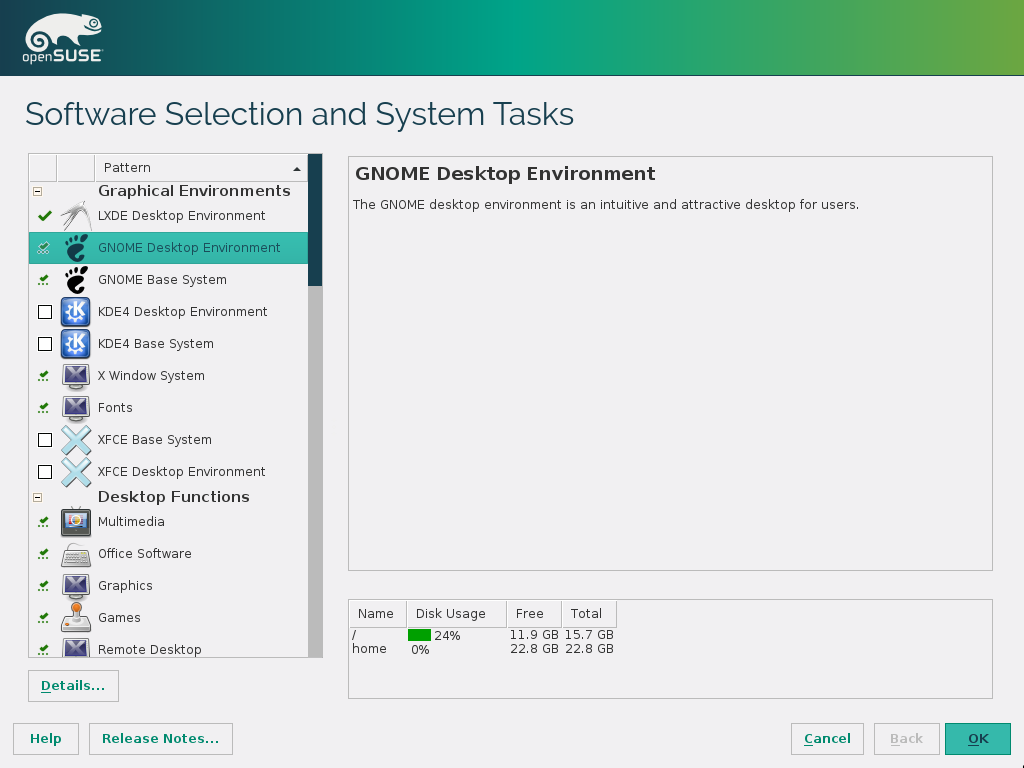 openSUSE
Software Selection and System Tasks
Pattern
Graphical Environments
LXDE Desktop Environment
GNOME Desktop Environment
GNOME Base System
KDE4 Desktop Environment
KDE4 Base System
X Window System
Fonts
XFCE Base System
XFCE Desktop Environment
Desktop Functions
Multimedia
Office Software
Graphics
Games
Remote Desktop
Details...
GNOME Desktop Environment
The GNOME desktop environment is an intuitive and attractive desktop for users.
Name Disk Usage Free Total
/ 24% 11.9 GB 15.7 GB
home 0% 22.8 GB 22.8 GB
Help Release Notes... Cancel Back OK